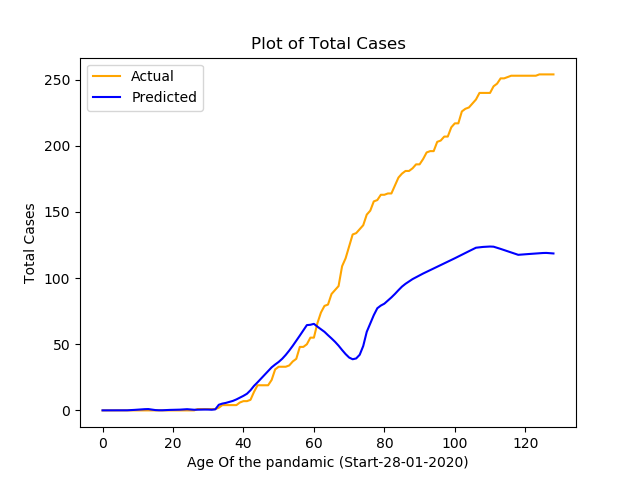 Plot of Total Cases
Actual
Predicted
250
200
150
100
50
0
Total Cases
0 20 40 60 80 100 120
Age Of the pandamic (Start-28-01-2020)